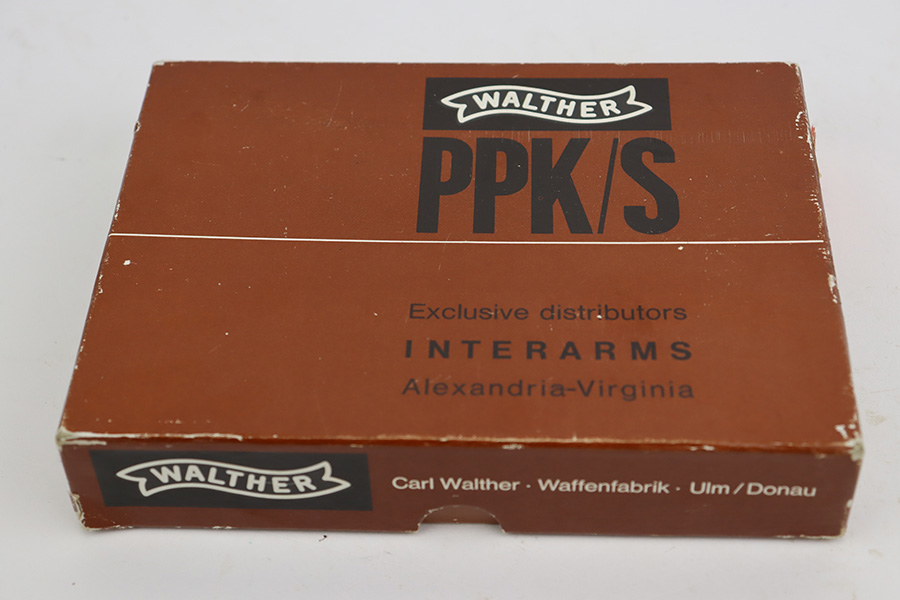 WALTHER
PPK/S
Exclusive distributors
INTERARMS
Alexandria-Virginia
WALTHER
Carl Walther · Waffenfabrik · Ulm/Donau